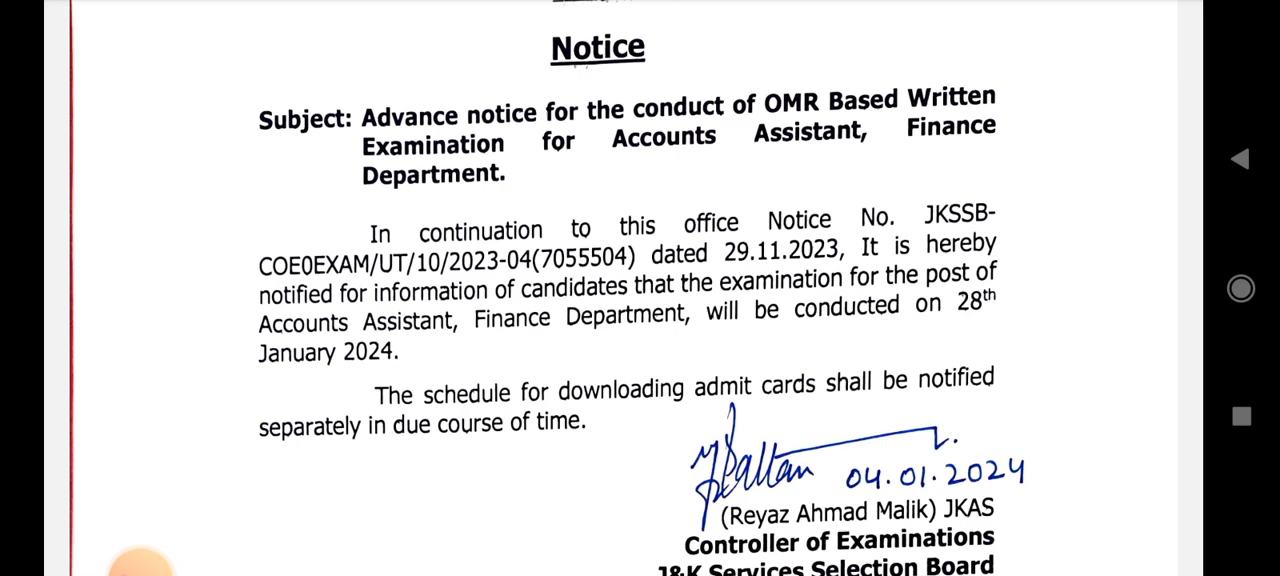 Notice
Subject: Advance notice for the conduct of OMR Based Written
Examination for Accounts Assistant, Finance
Department.
In continuation to this office Notice No. JKSSB-
COE0EXAM/UT/10/2023-04(7055504) dated 29.11.2023, It is hereby
notified for information of candidates that the examination for the post of
Accounts Assistant, Finance Department, will be conducted on 28th
January 2024.
The schedule for downloading admit cards shall be notified
separately in due course of time.
04.01.2024
(Reyaz Ahmad Malik) JKAS
Controller of Examinations
J&K Services Selection Board